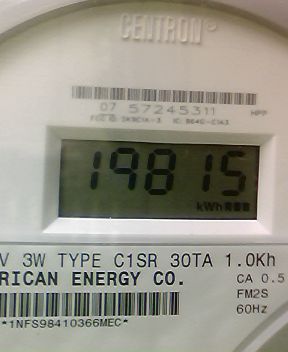 CENTRON®
07 57245311 HPP
19815
kWh
V 3W TYPE C1SR 30TA 1.0Kh
RICAN ENERGY CO. CA 0.5
FM2S
60Hz
*1NFS98410366MEC*